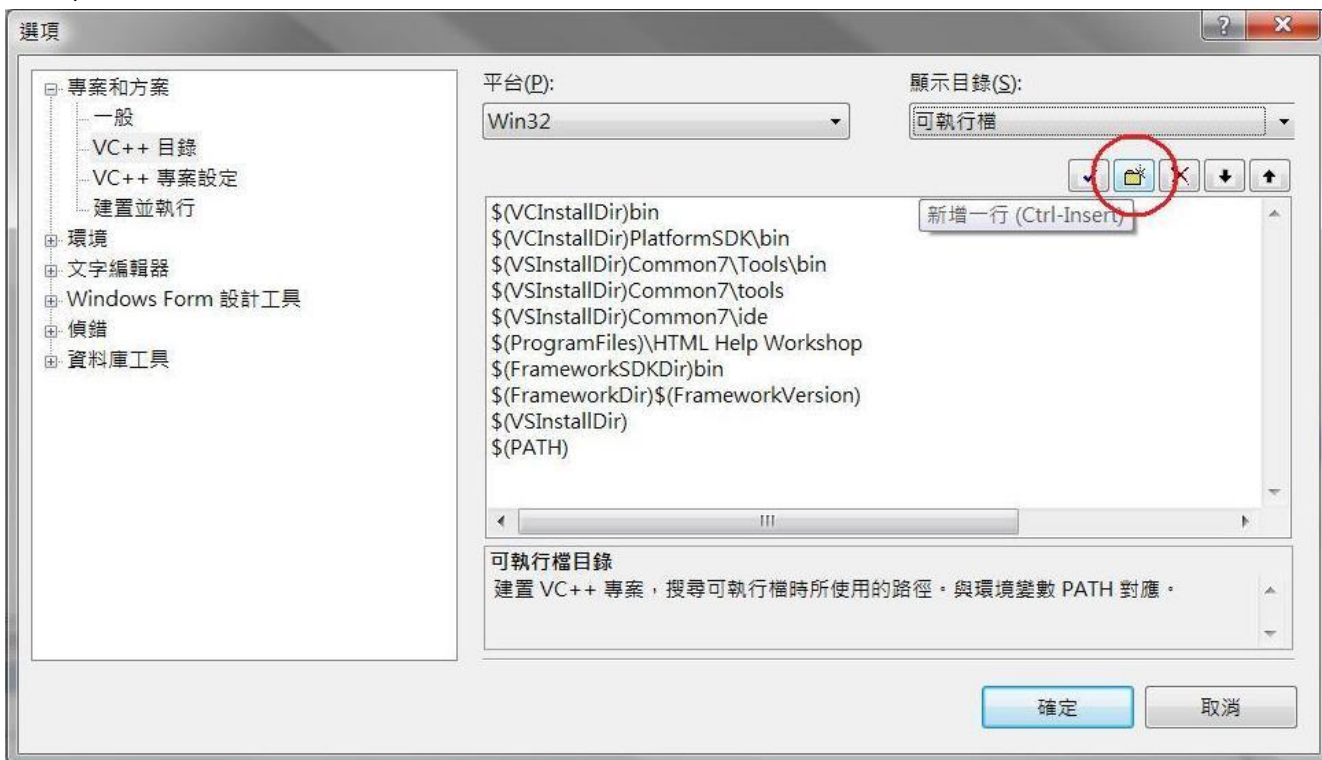 選項
專案和方案
一般
VC++ 目錄
VC++ 專案設定
建置並執行
環境
文字編輯器
Windows Form 設計工具
偵錯
資料庫工具
平台(P):
Win32
顯示目錄(S):
可執行檔
新增一行 (Ctrl-Insert)
$(VCInstallDir)bin
$(VCInstallDir)PlatformSDK\bin
$(VSInstallDir)Common7\Tools\bin
$(VSInstallDir)Common7\tools
$(VSInstallDir)Common7\ide
$(ProgramFiles)\HTML Help Workshop
$(FrameworkSDKDir)bin
$(FrameworkDir)$(FrameworkVersion)
$(VSInstallDir)
$(PATH)
可執行檔目錄
建置 VC++ 專案，搜尋可執行檔時所使用的路徑。與環境變數 PATH 對應。
確定
取消